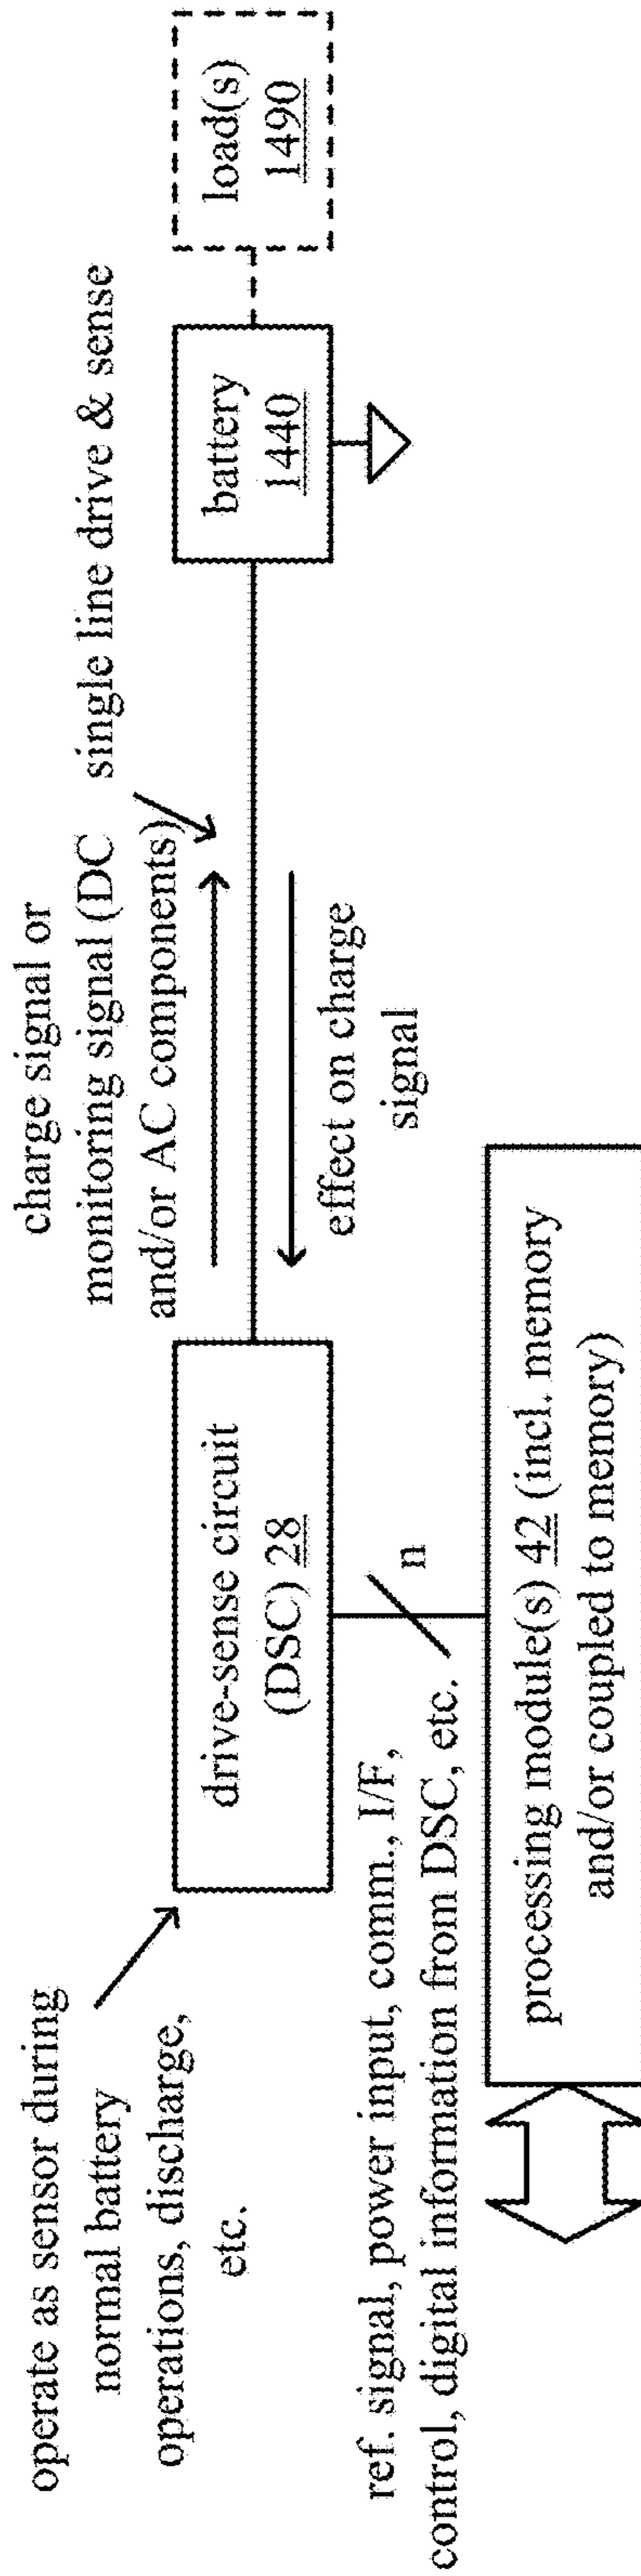 operate as sensor during
normal battery
operations, discharge,
etc.
charge signal or
monitoring signal (DC
and/or AC components)
single line drive & sense
drive-sense circuit
(DSC) 28
effect on charge
signal
battery
1440
load(s)
1490
n
ref. signal, power input, comm., I/F,
control, digital information from DSC, etc.
processing module(s) 42 (incl. memory
and/or coupled to memory)